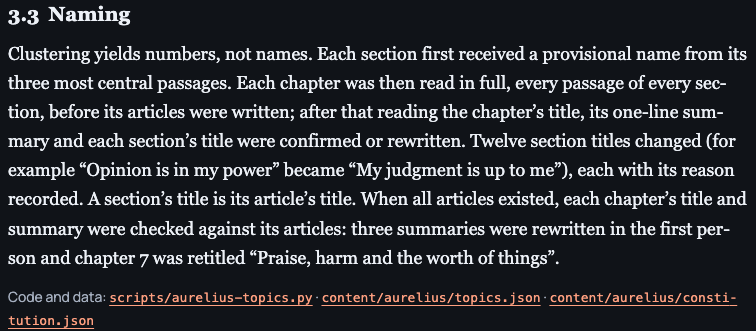 3.3 Naming
Clustering yields numbers, not names. Each section first received a provisional name from its
three most central passages. Each chapter was then read in full, every passage of every sec-
tion, before its articles were written; after that reading the chapter’s title, its one-line sum-
mary and each section’s title were confirmed or rewritten. Twelve section titles changed (for
example “Opinion is in my power” became “My judgment is up to me”), each with its reason
recorded. A section’s title is its article’s title. When all articles existed, each chapter’s title and
summary were checked against its articles: three summaries were rewritten in the first per-
son and chapter 7 was retitled “Praise, harm and the worth of things”.
Code and data: scripts/aurelius-topics.py · content/aurelius/topics.json · content/aurelius/consti-
tution.json